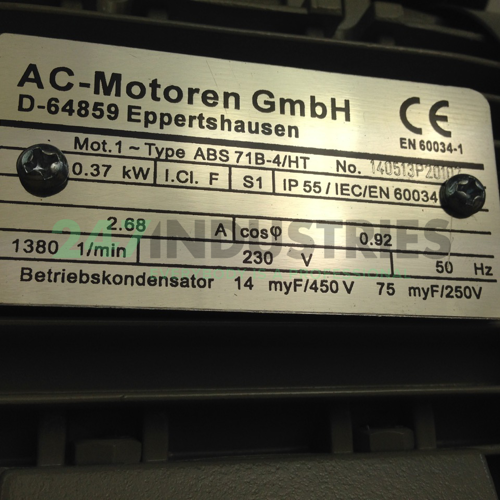 AC-Motoren GmbH
D-64859 Eppertshausen
CE
EN 60034-1
Mot. 1 ~ Type ABS 71B-4/HT No.
0.37 kW I.Cl. F S1 IP 55 / IEC/EN 60034
2.68 A cosφ 0.92
1380 1/min 230 V 50 Hz
247INDUSTRIES
Betriebskondensator 14 myF/450 V 75 myF/250V